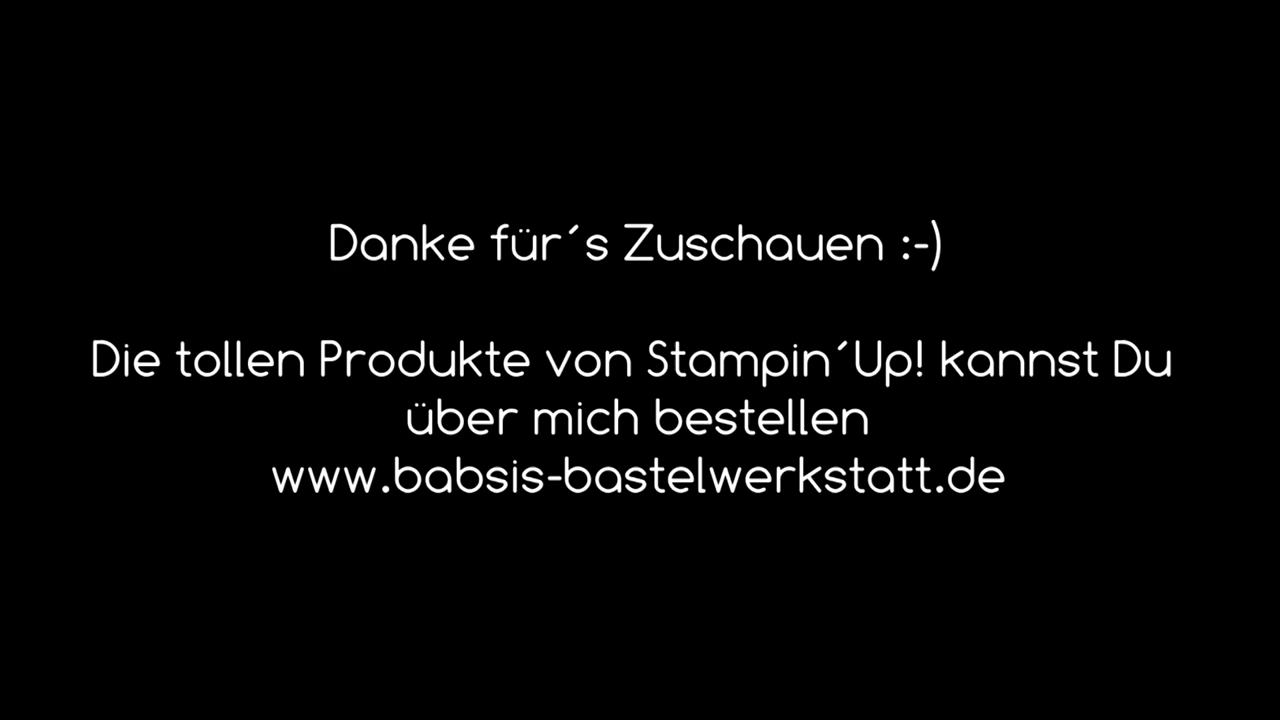 Danke für´s Zuschauen :-)
Die tollen Produkte von Stampin´Up! kannst Du
über mich bestellen
www.babsis-bastelwerkstatt.de